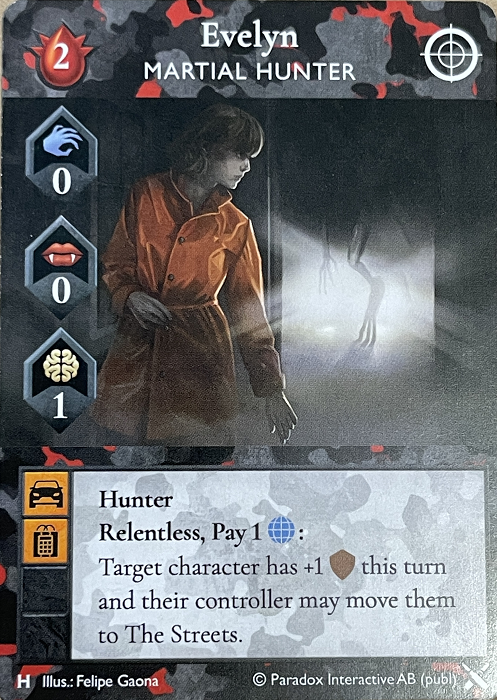 2
Evelyn
MARTIAL HUNTER
0
0
1
Hunter
Relentless, Pay 1 :
Target character has +1 this turn
and their controller may move them
to The Streets.
H Illus.: Felipe Gaona
© Paradox Interactive AB (publ)